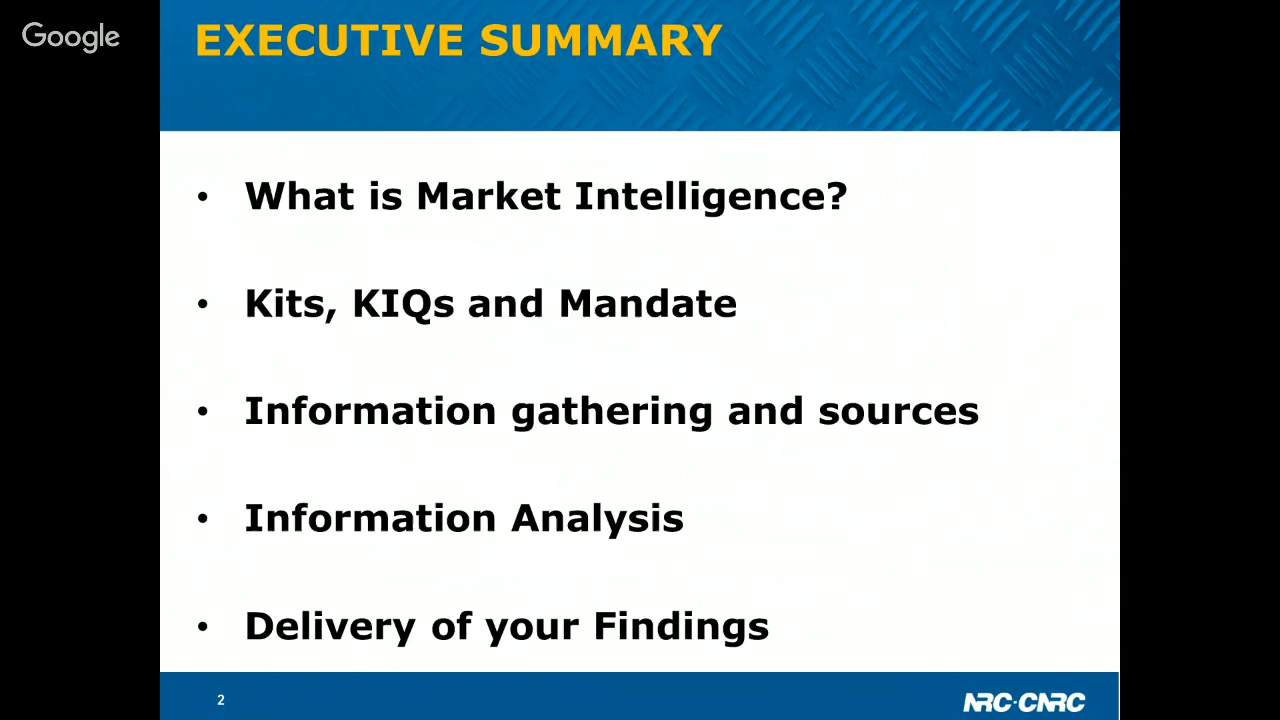 Google
EXECUTIVE SUMMARY
• What is Market Intelligence?
• Kits, KIQs and Mandate
• Information gathering and sources
• Information Analysis
• Delivery of your Findings
2
NRC·CNRC